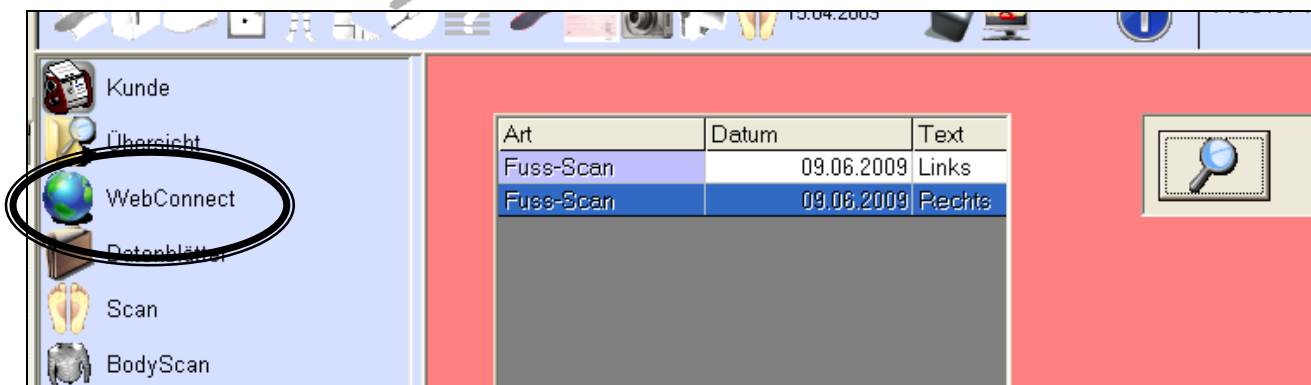 15.04.2009
Kunde
Übersicht
WebConnect
Datenblätter
Scan
BodyScan
Art Datum Text
Fuss-Scan 09.06.2009 Links
Fuss-Scan 09.06.2009 Rechts